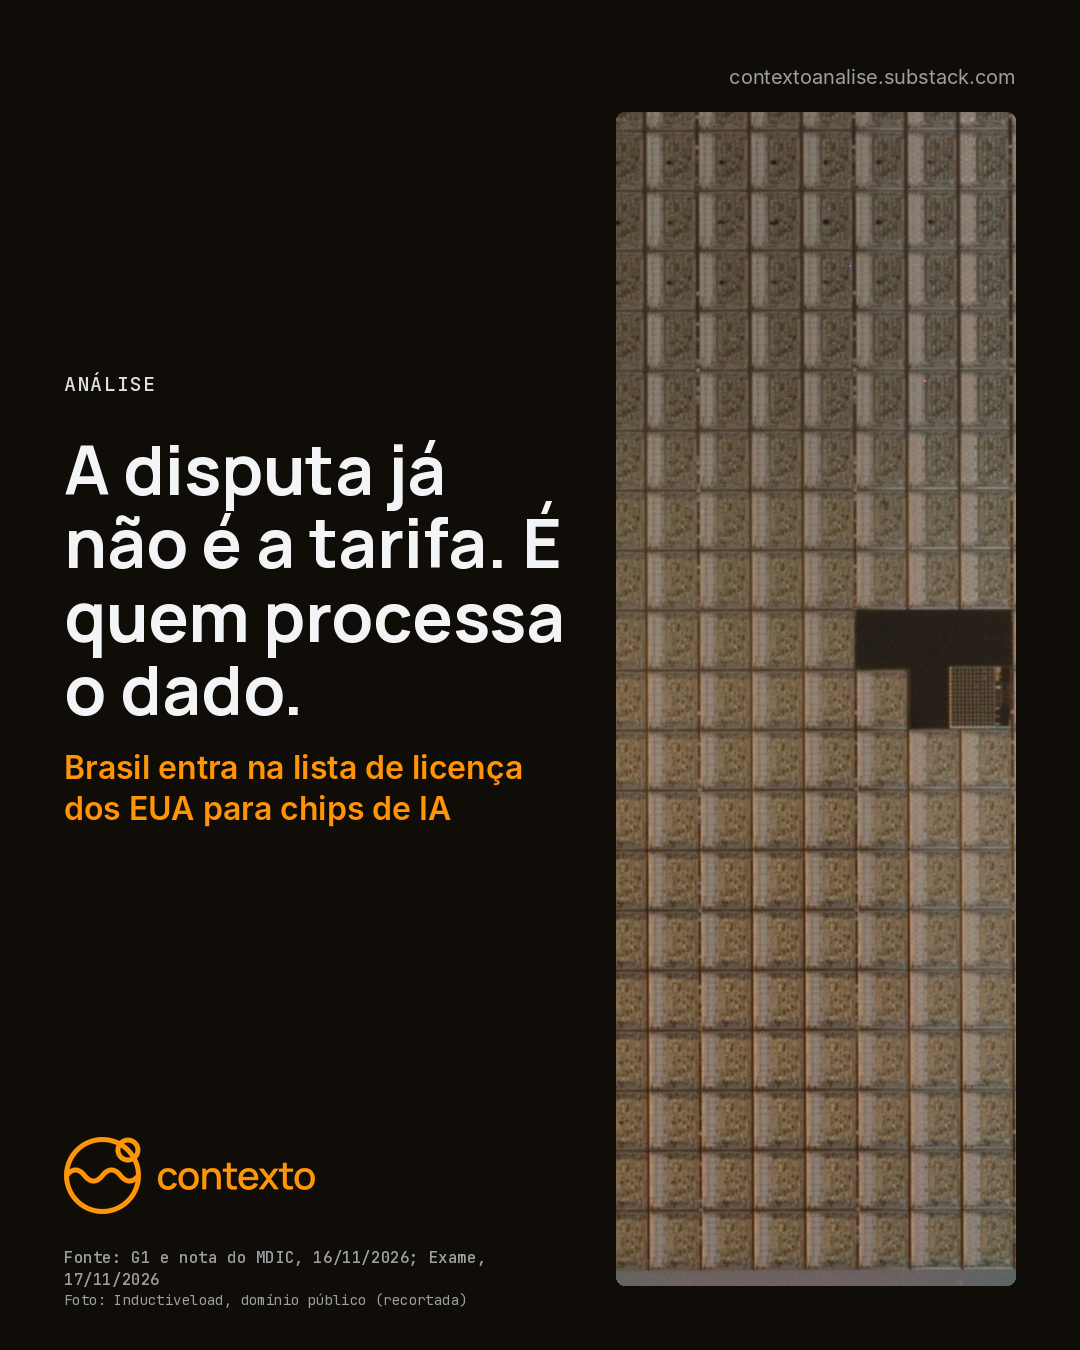 contextoanalise.substack.com
ANÁLISE
A disputa já
não é a tarifa. É
quem processa
o dado.
Brasil entra na lista de licença
dos EUA para chips de IA
contexto
Fonte: G1 e nota do MDIC, 16/11/2026; Exame,
17/11/2026
Foto: Inductiveload, domínio público (recortada)